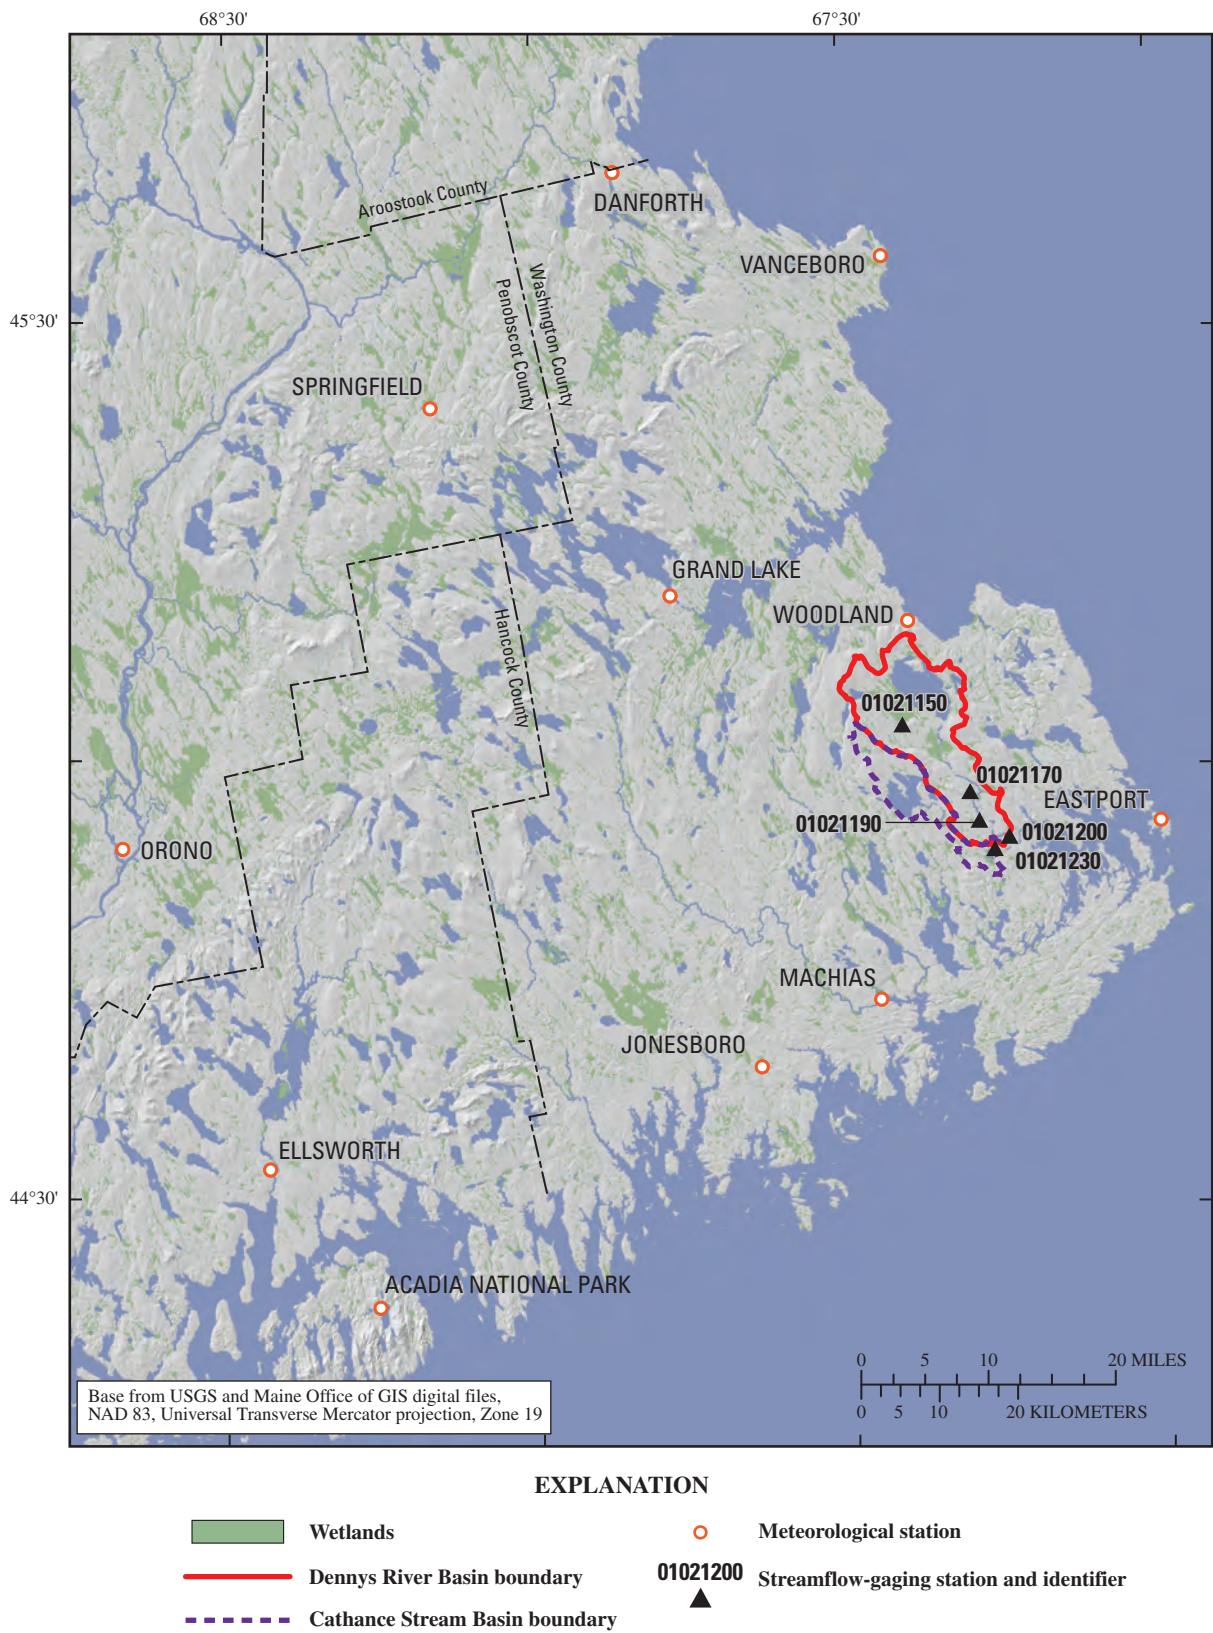 68°30'
67°30'
Aroostook County
DANFORTH
VANCEBORO
45°30'
Washington County
Penobscot County
SPRINGFIELD
GRAND LAKE
WOODLAND
Hancock County
01021150
01021170
EASTPORT
01021190
01021200
ORONO
01021230
MACHIAS
JONESBORO
ELLSWORTH
44°30'
ACADIA NATIONAL PARK
0 5 10 20 MILES
0 5 10 20 KILOMETERS
Base from USGS and Maine Office of GIS digital files,
NAD 83, Universal Transverse Mercator projection, Zone 19
EXPLANATION
Wetlands
Dennys River Basin boundary
Cathance Stream Basin boundary
Meteorological station
01021200
Streamflow-gaging station and identifier